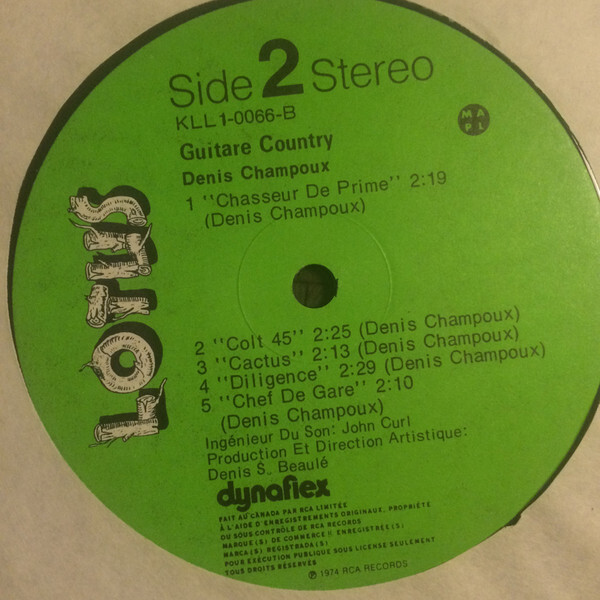 Side 2 Stereo
KLL1-0066-B
MAPL
Guitare Country
Denis Champoux
1 "Chasseur De Prime" 2:19
(Denis Champoux)
LOTUS
2 "Colt 45" 2:25 (Denis Champoux)
3 "Cactus" 2:13 (Denis Champoux)
4 "Diligence" 2:29 (Denis Champoux)
5 "Chef De Gare" 2:10
(Denis Champoux)
Ingénieur Du Son: John Curl
Production Et Direction Artistique:
Denis S. Beaulé
dynaflex
FAIT AU CANADA PAR RCA LIMITÉE
À L'AIDE D'ENREGISTREMENTS ORIGINAUX, PROPRIÉTÉ
OU SOUS CONTRÔLE DE RCA RECORDS
MARQUE(S) DE COMMERCE !! ENREGISTRÉE(S)
MARCA(S) REGISTRADA(S)
POUR EXÉCUTION PUBLIQUE SOUS LICENSE SEULEMENT
TOUS DROITS RÉSERVÉS
℗ 1974 RCA RECORDS